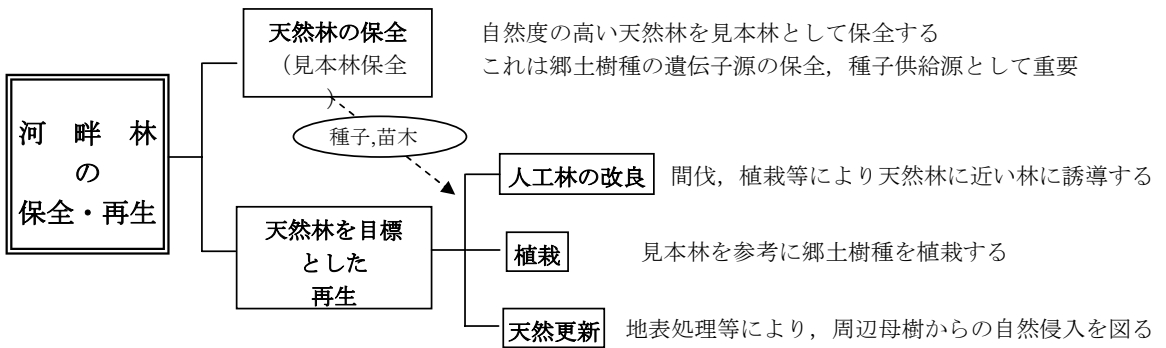 河 畔 林
の
保全・再生
天然林の保全
（見本林保全
）
自然度の高い天然林を見本林として保全する
これは郷土樹種の遺伝子源の保全，種子供給源として重要
種子,苗木
天然林を目標
とした
再生
人工林の改良
間伐，植栽等により天然林に近い林に誘導する
植栽
見本林を参考に郷土樹種を植栽する
天然更新
地表処理等により，周辺母樹からの自然侵入を図る